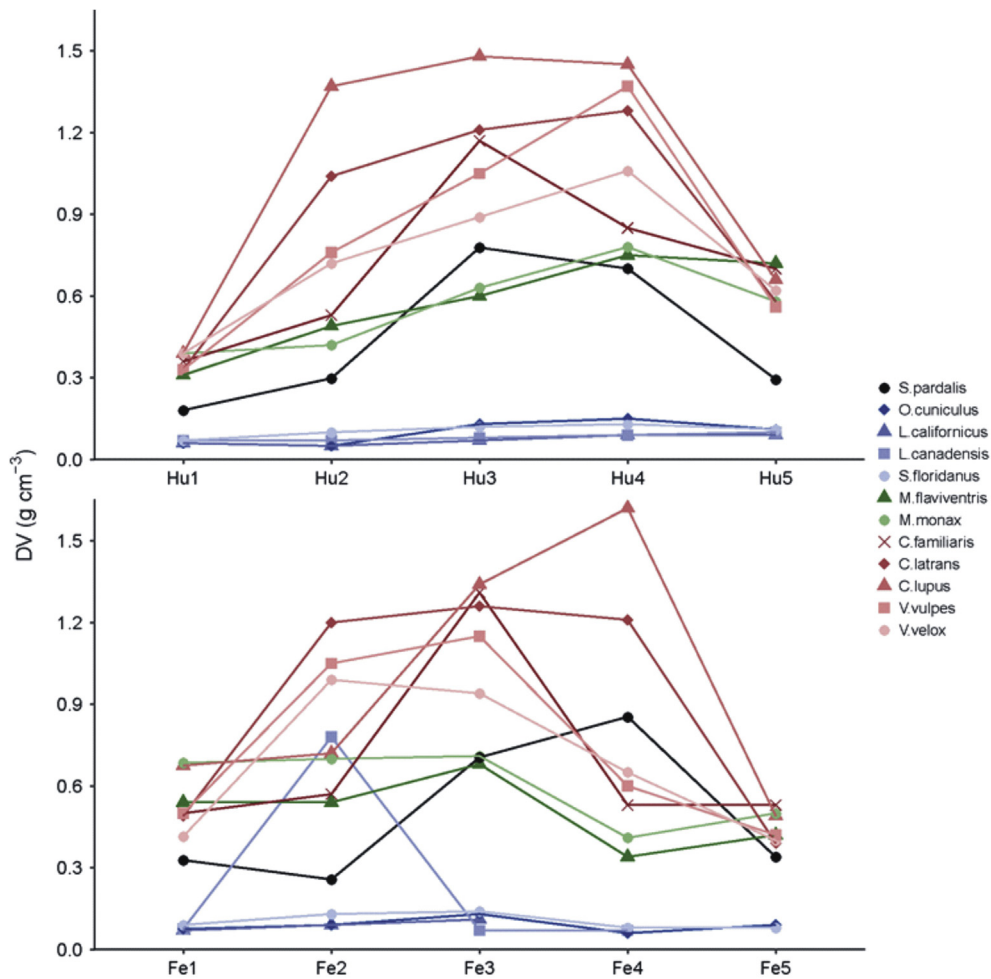 1.5
1.2
0.9
0.6
0.3
0.0
Hu1 Hu2 Hu3 Hu4 Hu5
DV (g cm⁻³)
1.5
1.2
0.9
0.6
0.3
0.0
Fe1 Fe2 Fe3 Fe4 Fe5
S.pardalis
O.cuniculus
L.californicus
L.canadensis
S.floridanus
M.flaviventris
M.monax
C.familiaris
C.latrans
C.lupus
V.vulpes
V.velox